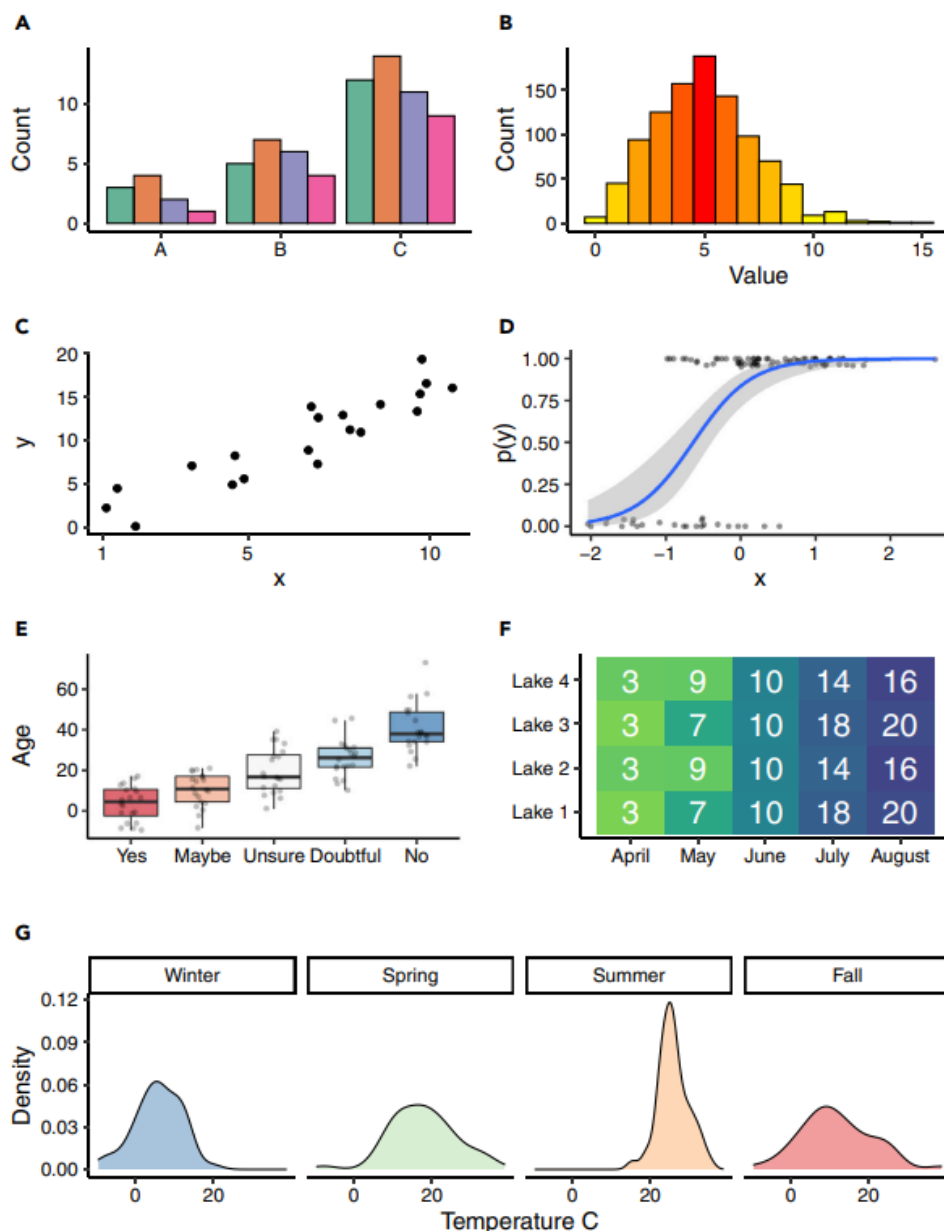 A
Count
10
5
0
A B C
B
Count
150
100
50
0
0 5 10 15
Value
C
y
20
15
10
5
0
1 5 10
x
D
p(y)
1.00
0.75
0.50
0.25
0.00
−2 −1 0 1 2
x
E
Age
60
40
20
0
Yes Maybe Unsure Doubtful No
F
Lake 4 3 9 10 14 16
Lake 3 3 7 10 18 20
Lake 2 3 9 10 14 16
Lake 1 3 7 10 18 20
April May June July August
G
Winter Spring Summer Fall
Density
0.12
0.09
0.06
0.03
0.00
0 20 0 20 0 20 0 20
Temperature C